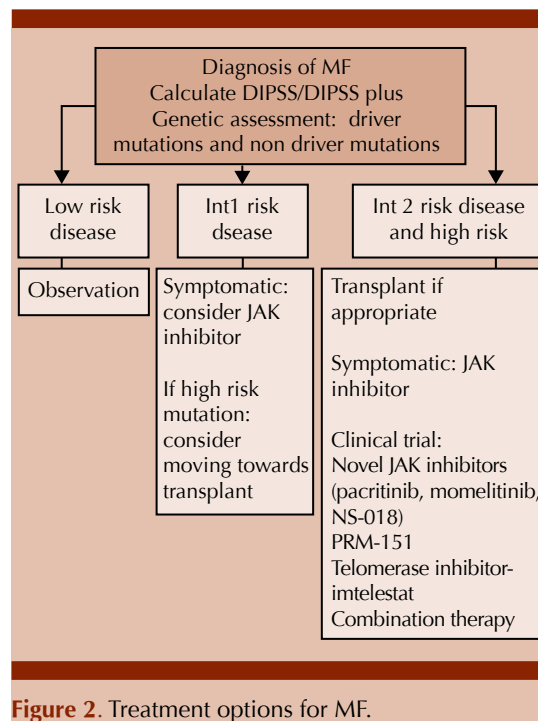 Diagnosis of MF
Calculate DIPSS/DIPSS plus
Genetic assessment: driver
mutations and non driver mutations
Low risk
disease
Int1 risk
dsease
Int 2 risk disease
and high risk
Observation
Symptomatic:
consider JAK
inhibitor
If high risk
mutation:
consider
moving towards
transplant
Transplant if
appropriate
Symptomatic: JAK
inhibitor
Clinical trial:
Novel JAK inhibitors
(pacritinib, momelitinib,
NS-018)
PRM-151
Telomerase inhibitor-
imtelestat
Combination therapy
Figure 2. Treatment options for MF.